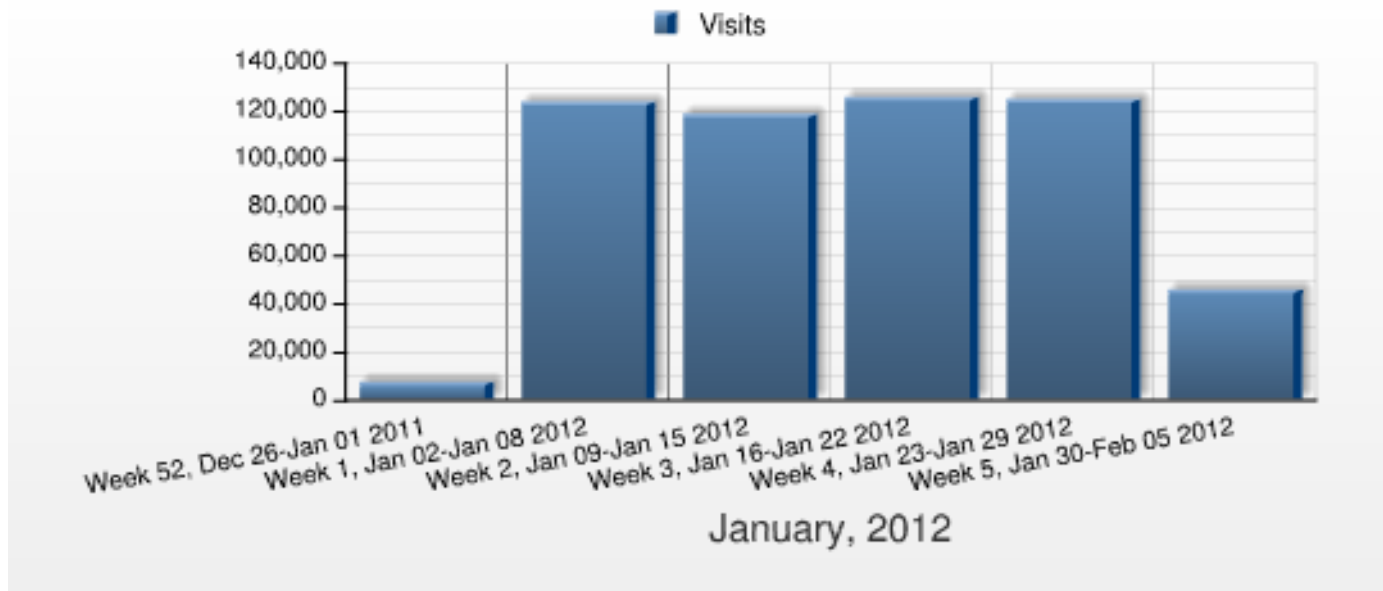 Visits
140,000
120,000
100,000
80,000
60,000
40,000
20,000
0
Week 52, Dec 26-Jan 01 2011
Week 1, Jan 02-Jan 08 2012
Week 2, Jan 09-Jan 15 2012
Week 3, Jan 16-Jan 22 2012
Week 4, Jan 23-Jan 29 2012
Week 5, Jan 30-Feb 05 2012
January, 2012